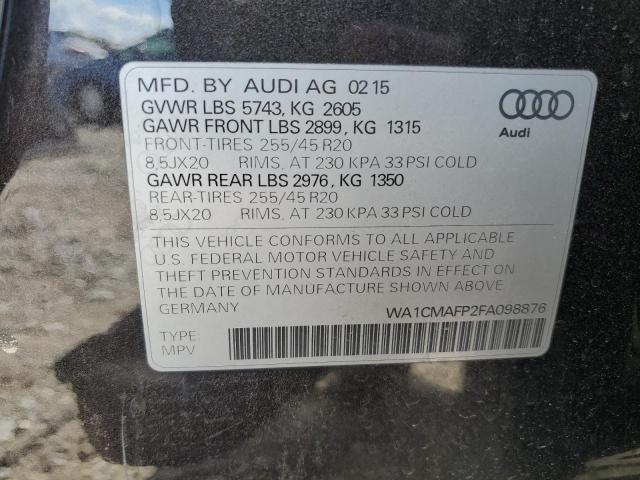 MFD. BY AUDI AG 02 15
GVWR LBS 5743, KG 2605
GAWR FRONT LBS 2899, KG 1315
FRONT-TIRES 255/45 R20
8,5JX20 RIMS, AT 230 KPA 33 PSI COLD
GAWR REAR LBS 2976, KG 1350
REAR-TIRES 255/45 R20
8,5JX20 RIMS, AT 230 KPA 33 PSI COLD
Audi
THIS VEHICLE CONFORMS TO ALL APPLICABLE
U.S. FEDERAL MOTOR VEHICLE SAFETY AND
THEFT PREVENTION STANDARDS IN EFFECT ON
THE DATE OF MANUFACTURE SHOWN ABOVE
GERMANY
WA1CMAFP2FA098876
TYPE
MPV